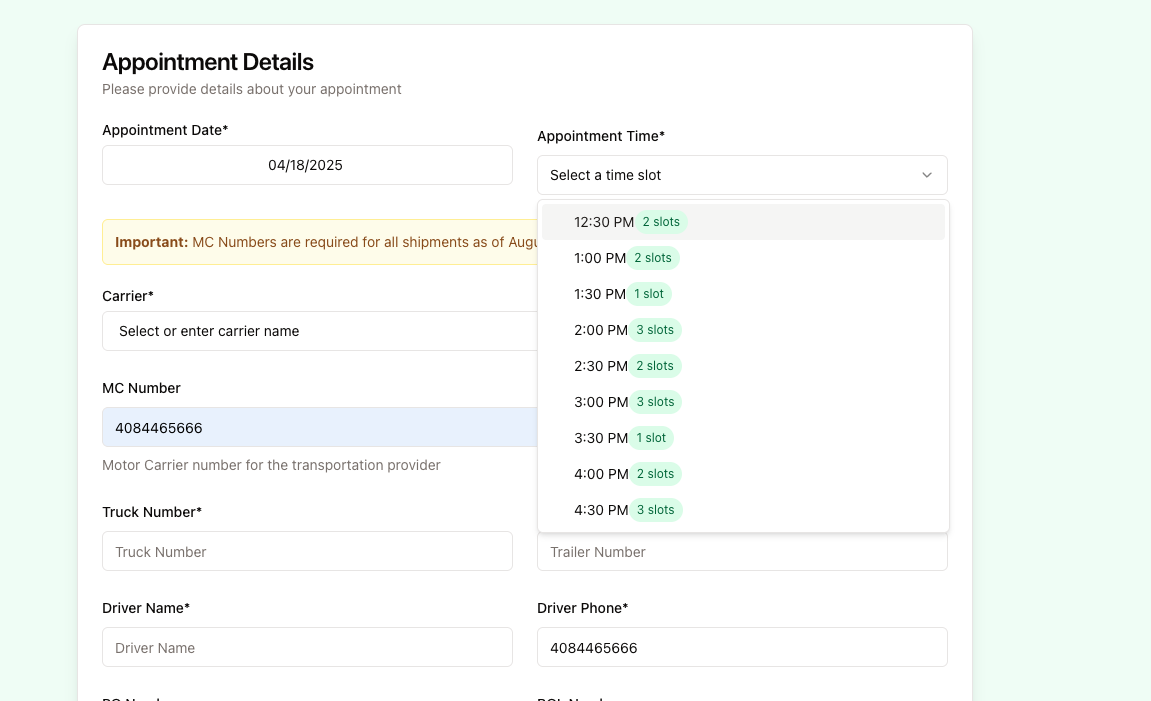 Appointment Details
Please provide details about your appointment
Appointment Date*
04/18/2025
Appointment Time*
Select a time slot
12:30 PM 2 slots
1:00 PM 2 slots
1:30 PM 1 slot
2:00 PM 3 slots
2:30 PM 2 slots
3:00 PM 3 slots
3:30 PM 1 slot
4:00 PM 2 slots
4:30 PM 3 slots
Important: MC Numbers are required for all shipments as of
Carrier*
Select or enter carrier name
MC Number
4084465666
Motor Carrier number for the transportation provider
Truck Number*
Truck Number
Trailer Number
Driver Name*
Driver Name
Driver Phone*
4084465666